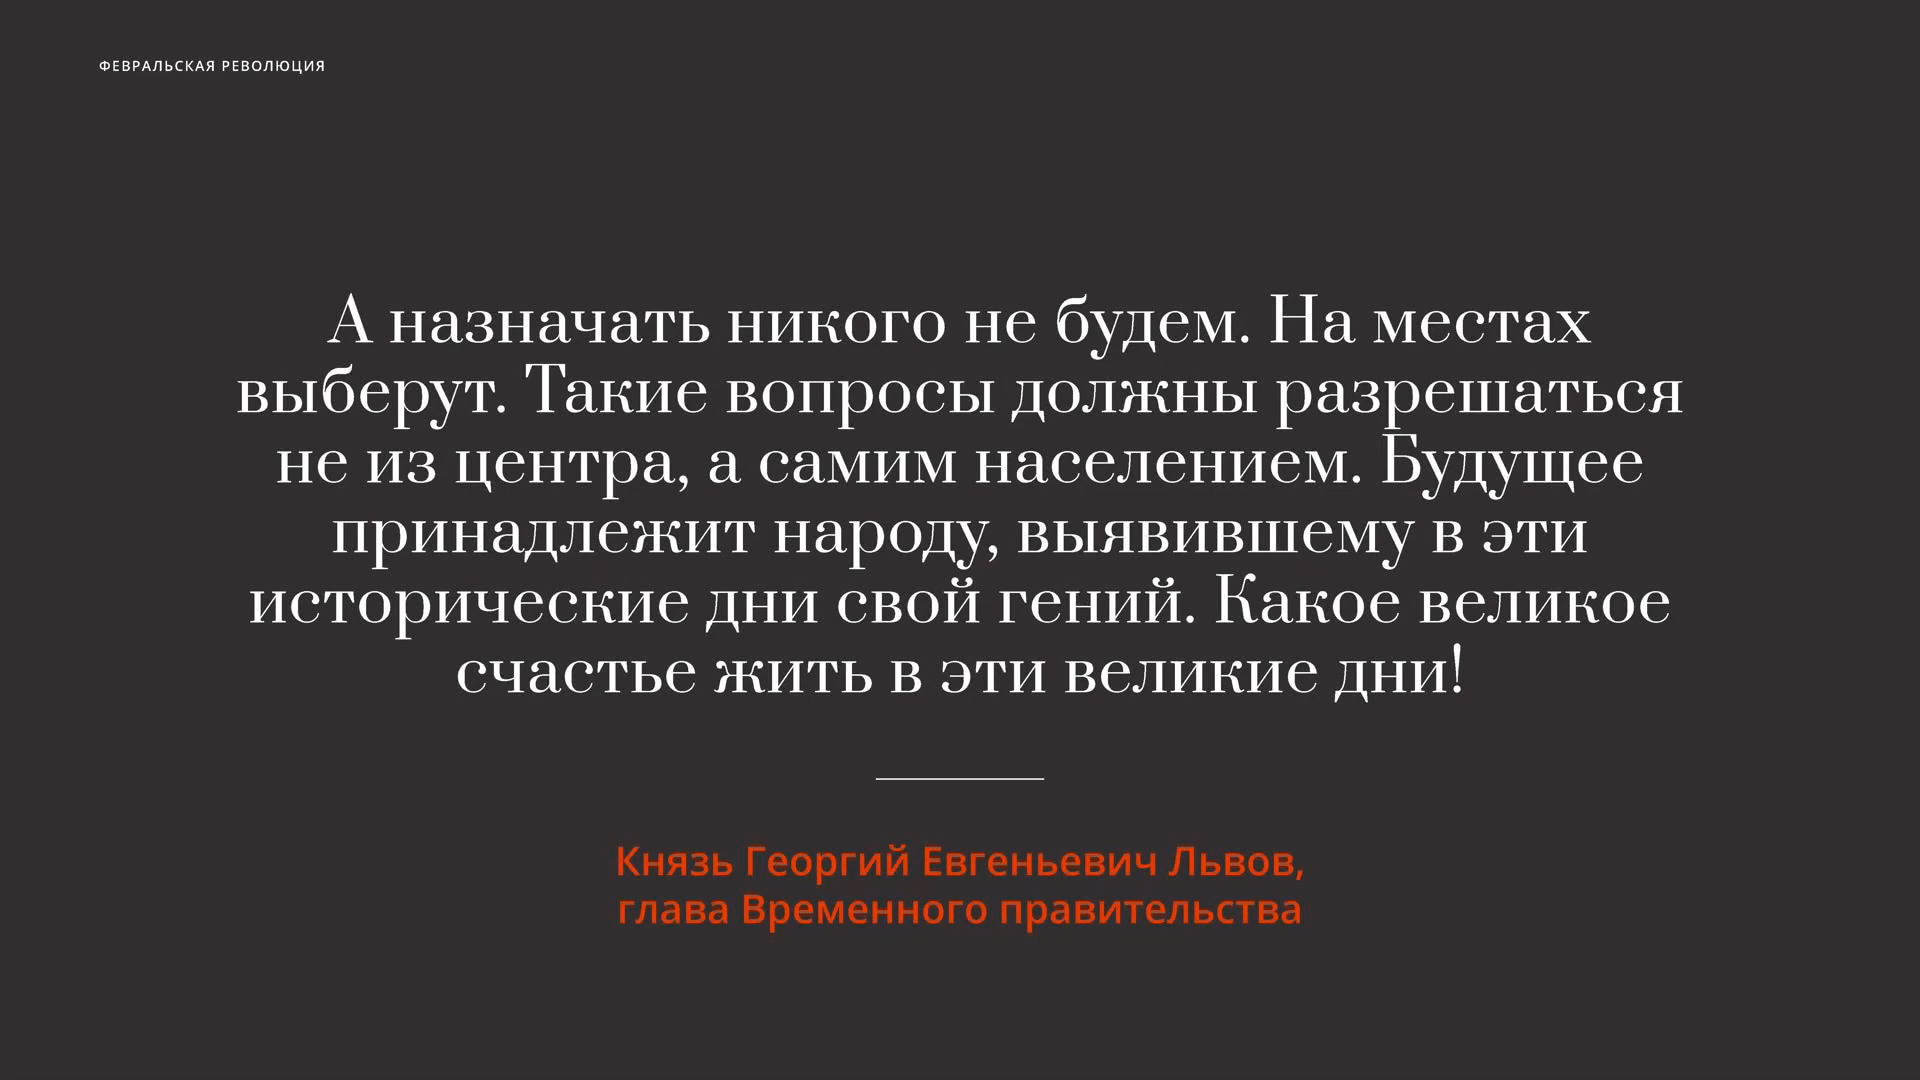 ФЕВРАЛЬСКАЯ РЕВОЛЮЦИЯ
А назначать никого не будем. На местах
выберут. Такие вопросы должны разрешаться
не из центра, а самим населением. Будущее
принадлежит народу, выявившему в эти
исторические дни свой гений. Какое великое
счастье жить в эти великие дни!
Князь Георгий Евгеньевич Львов,
глава Временного правительства